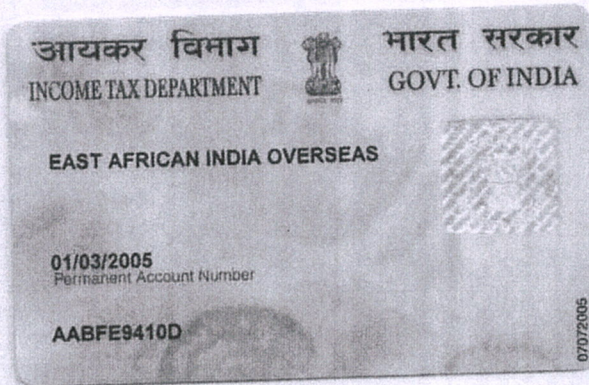 आयकर विभाग
INCOME TAX DEPARTMENT
भारत सरकार
GOVT. OF INDIA
EAST AFRICAN INDIA OVERSEAS
01/03/2005
Permanent Account Number
AABFE9410D
07072005